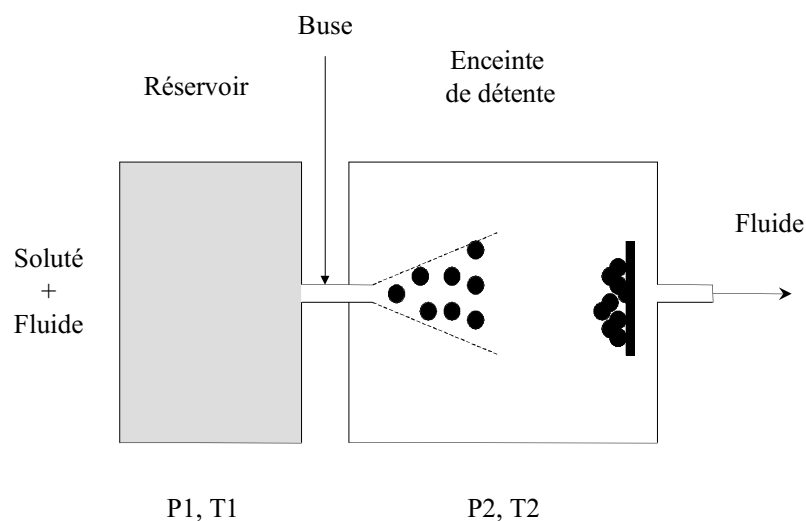 Buse
Réservoir
Enceinte
de détente
Soluté
+
Fluide
Fluide
P1, T1
P2, T2